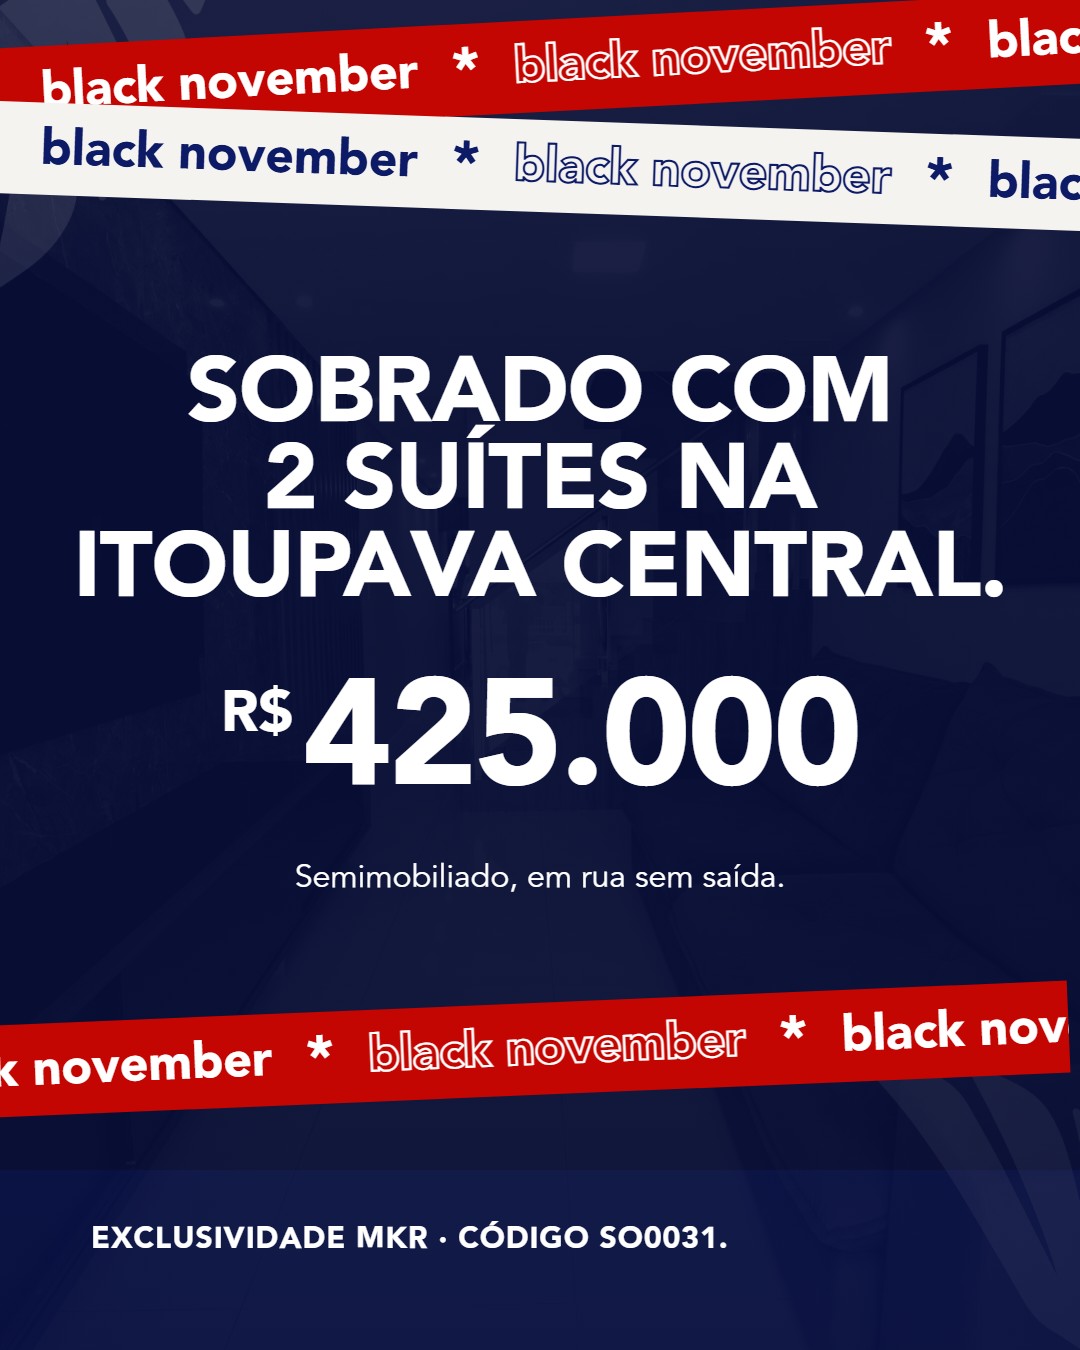 black november * black november * blac
black november * black november * blac
SOBRADO COM
2 SUÍTES NA
ITOUPAVA CENTRAL.
R$ 425.000
Semimobiliado, em rua sem saída.
k november * black november * black nov
EXCLUSIVIDADE MKR · CÓDIGO SO0031.